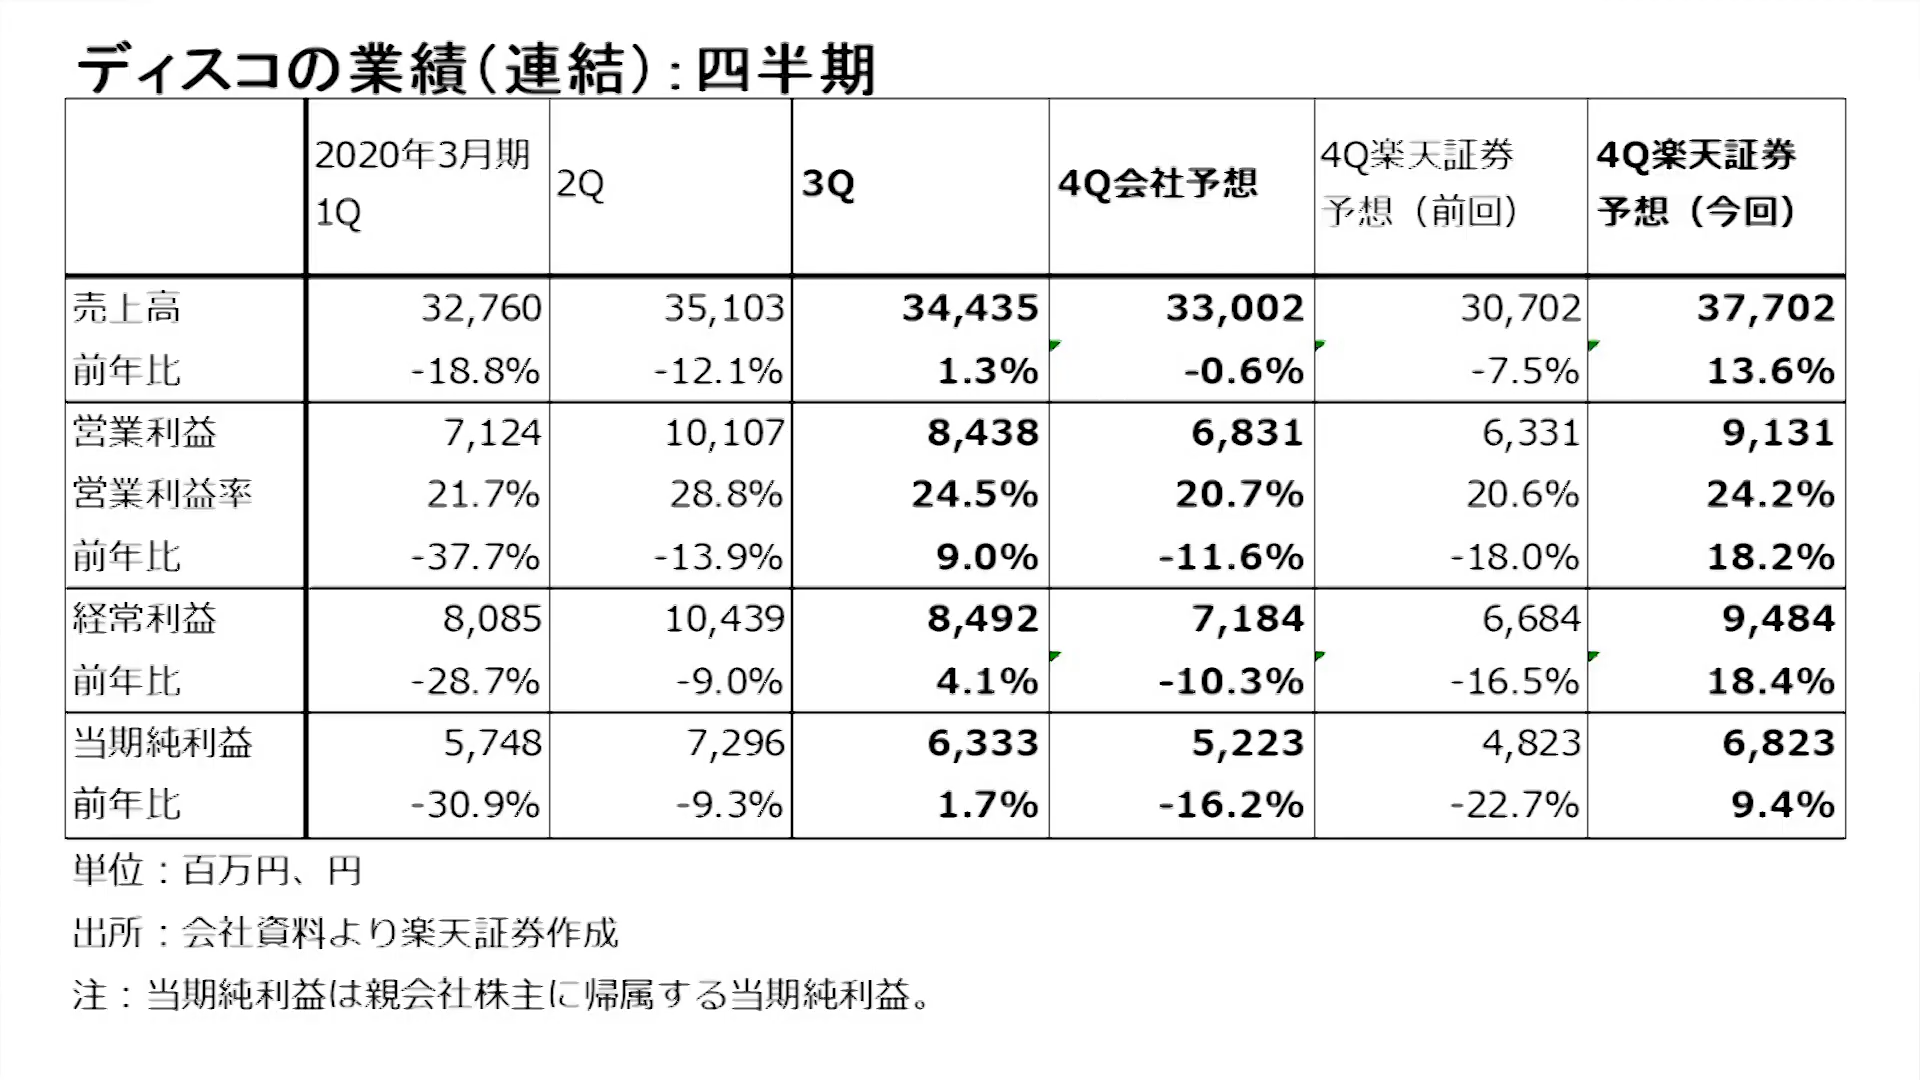 ディスコの業績(連結):四半期
2020年3月期 1Q 2Q 3Q 4Q会社予想 4Q楽天証券 予想（前回） 4Q楽天証券 予想（今回）
売上高 32,760 35,103 34,435 33,002 30,702 37,702
前年比 -18.8% -12.1% 1.3% -0.6% -7.5% 13.6%
営業利益 7,124 10,107 8,438 6,831 6,331 9,131
営業利益率 21.7% 28.8% 24.5% 20.7% 20.6% 24.2%
前年比 -37.7% -13.9% 9.0% -11.6% -18.0% 18.2%
経常利益 8,085 10,439 8,492 7,184 6,684 9,484
前年比 -28.7% -9.0% 4.1% -10.3% -16.5% 18.4%
当期純利益 5,748 7,296 6,333 5,223 4,823 6,823
前年比 -30.9% -9.3% 1.7% -16.2% -22.7% 9.4%
単位：百万円、円
出所：会社資料より楽天証券作成
注：当期純利益は親会社株主に帰属する当期純利益。